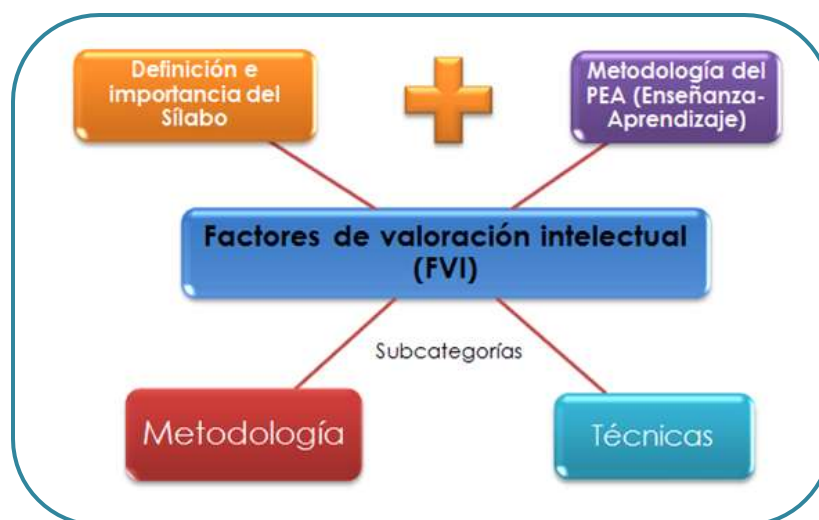 Definición e
importancia del
Sílabo
Metodología del
PEA (Enseñanza-
Aprendizaje)
Factores de valoración intelectual
(FVI)
Subcategorías
Metodología
Técnicas